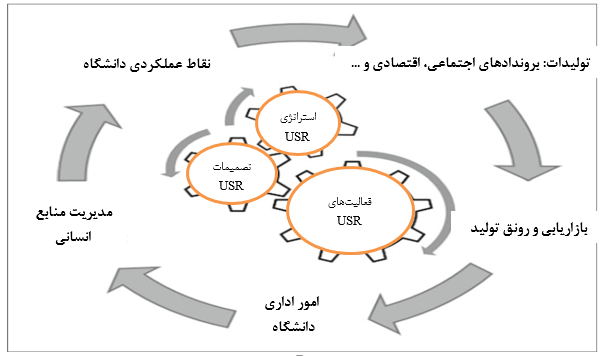 نقاط عملکردی دانشگاه
تولیدات: بروندادهای اجتماعی، اقتصادی و ...
استراتژی
USR
تصمیمات
USR
فعالیت‌های
USR
مدیریت منابع
انسانی
بازاریابی و رونق تولید
امور اداری
دانشگاه